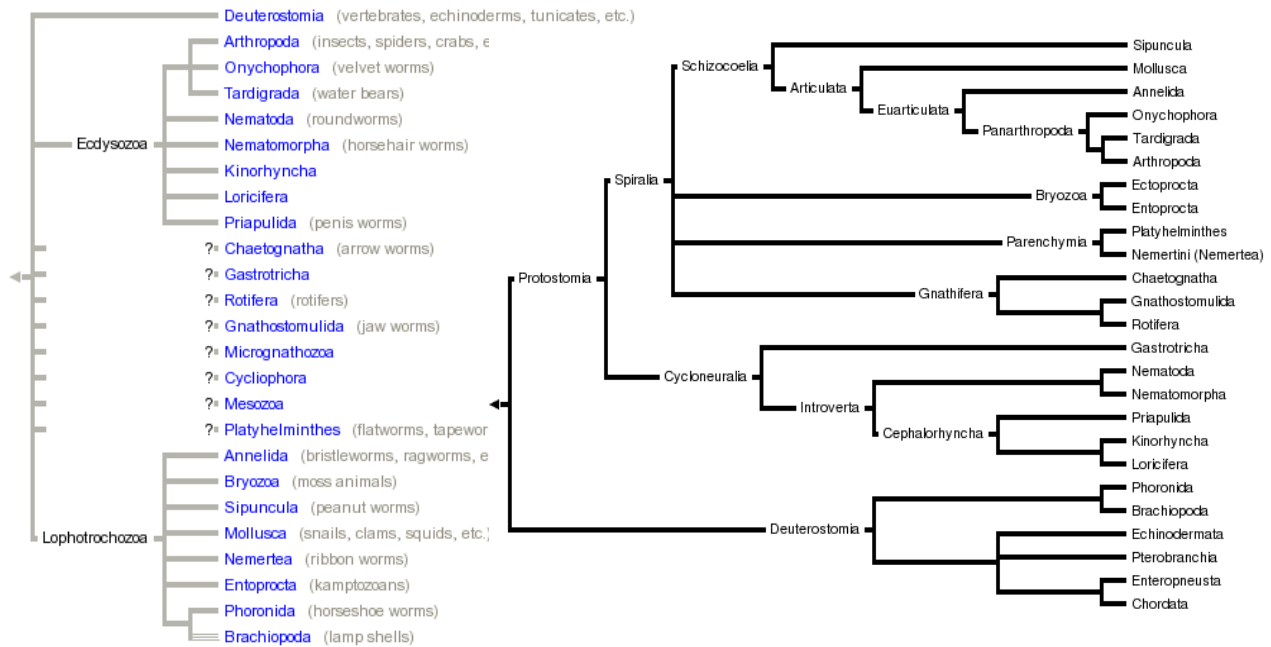 Deuterostomia (vertebrates, echinoderms, tunicates, etc.)
Arthropoda (insects, spiders, crabs, e
Onychophora (velvet worms)
Tardigrada (water bears)
Nematoda (roundworms)
Ecdysozoa
Nematomorpha (horsehair worms)
Kinorhyncha
Loricifera
Priapulida (penis worms)
? Chaetognatha (arrow worms)
? Gastrotricha
? Rotifera (rotifers)
? Gnathostomulida (jaw worms)
? Micrognathozoa
? Cycliophora
? Mesozoa
? Platyhelminthes (flatworms, tapewor
Annelida (bristleworms, ragworms, e
Bryozoa (moss animals)
Sipuncula (peanut worms)
Lophotrochozoa
Mollusca (snails, clams, squids, etc.)
Nemertea (ribbon worms)
Entoprocta (kamptozoans)
Phoronida (horseshoe worms)
Brachiopoda (lamp shells)
Sipuncula
Schizocoelia
Mollusca
Articulata
Annelida
Euarticulata
Onychophora
Panarthropoda
Tardigrada
Arthropoda
Spiralia
Ectoprocta
Bryozoa
Entoprocta
Platyhelminthes
Parenchymia
Nemertini (Nemertea)
Protostomia
Chaetognatha
Gnathifera
Gnathostomulida
Rotifera
Gastrotricha
Cycloneuralia
Nematoda
Nematomorpha
Introverta
Priapulida
Cephalorhyncha
Kinorhyncha
Loricifera
Phoronida
Brachiopoda
Deuterostomia
Echinodermata
Pterobranchia
Enteropneusta
Chordata